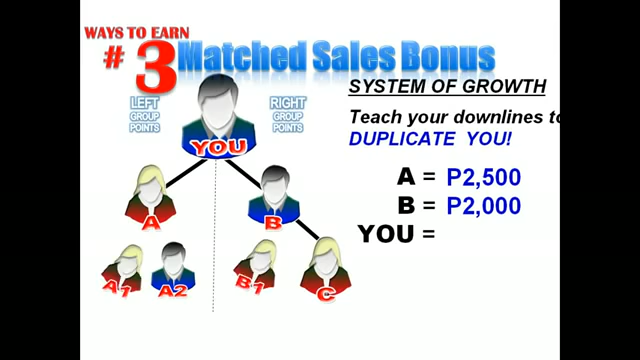 WAYS TO EARN
# 3 Matched Sales Bonus
SYSTEM OF GROWTH
LEFT
GROUP
POINTS
RIGHT
GROUP
POINTS
Teach your downlines to
DUPLICATE YOU!
YOU
A = P2,500
B = P2,000
YOU =
A
B
A1
A2
B1
C